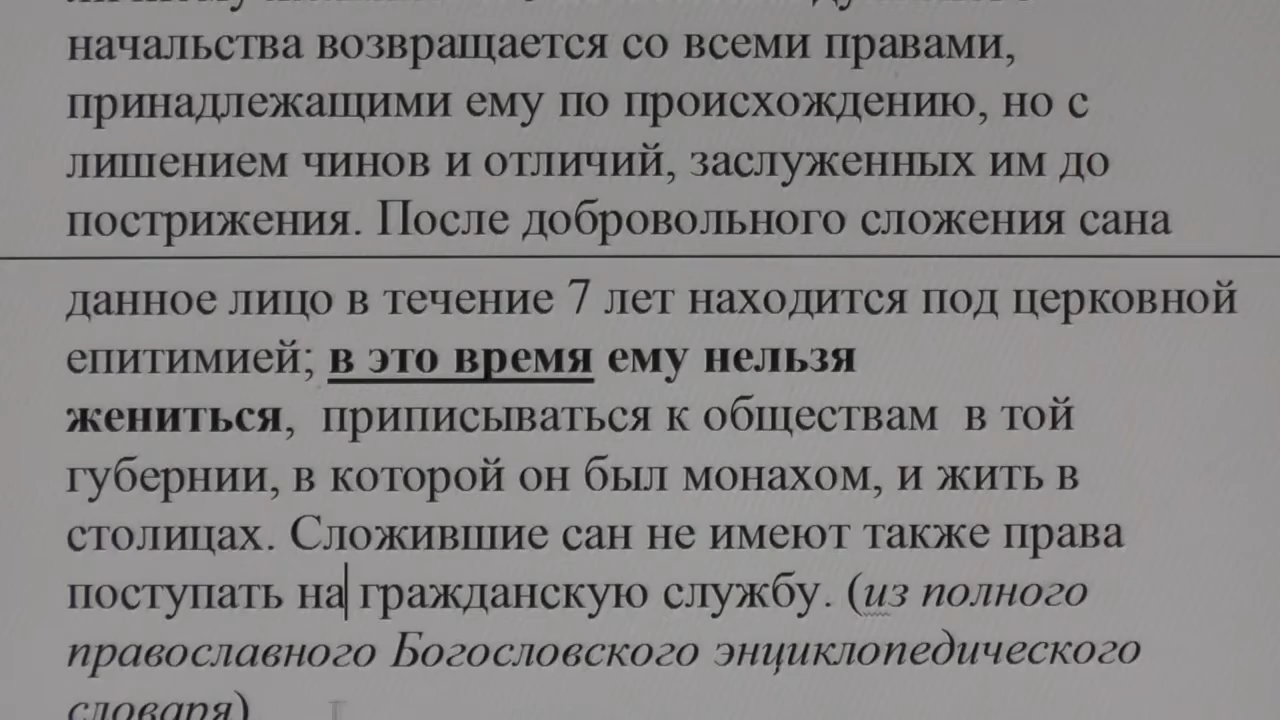 начальства возвращается со всеми правами,
принадлежащими ему по происхождению, но с
лишением чинов и отличий, заслуженных им до
пострижения. После добровольного сложения сана
данное лицо в течение 7 лет находится под церковной
епитимией; в это время ему нельзя
жениться, приписываться к обществам в той
губернии, в которой он был монахом, и жить в
столицах. Сложившие сан не имеют также права
поступать на гражданскую службу. (из полного
православного Богословского энциклопедического
словаря)